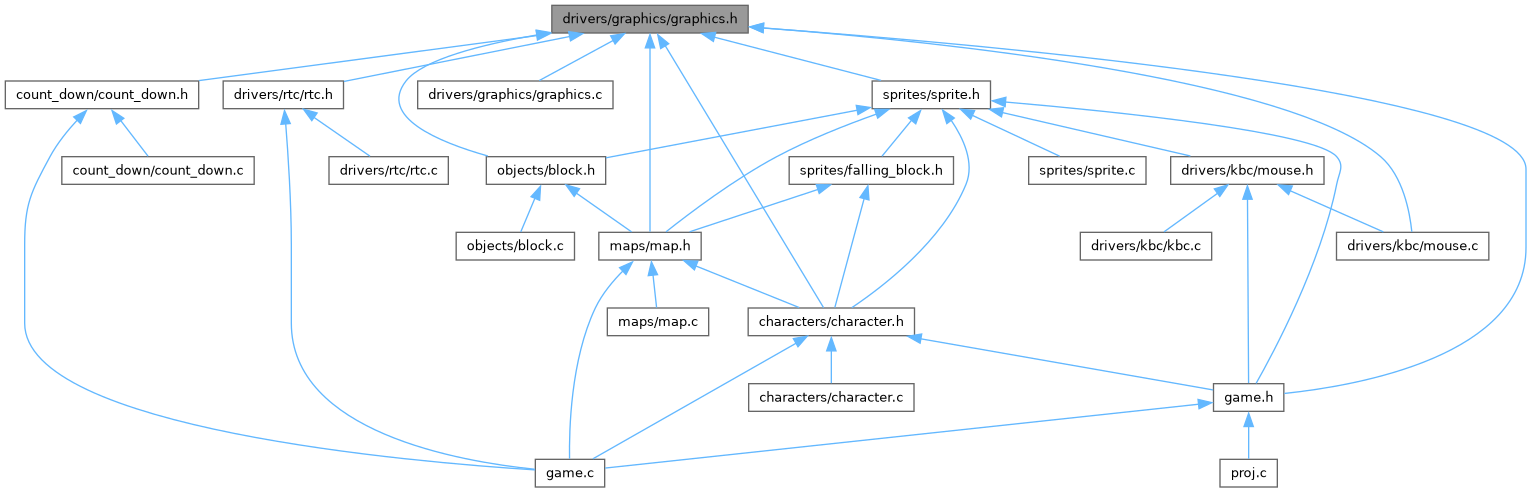 drivers/graphics/graphics.h
count_down/count_down.h
drivers/rtc/rtc.h
drivers/graphics/graphics.c
sprites/sprite.h
count_down/count_down.c
drivers/rtc/rtc.c
objects/block.h
sprites/falling_block.h
sprites/sprite.c
drivers/kbc/mouse.h
objects/block.c
maps/map.h
drivers/kbc/kbc.c
drivers/kbc/mouse.c
maps/map.c
characters/character.h
characters/character.c
game.h
game.c
proj.c